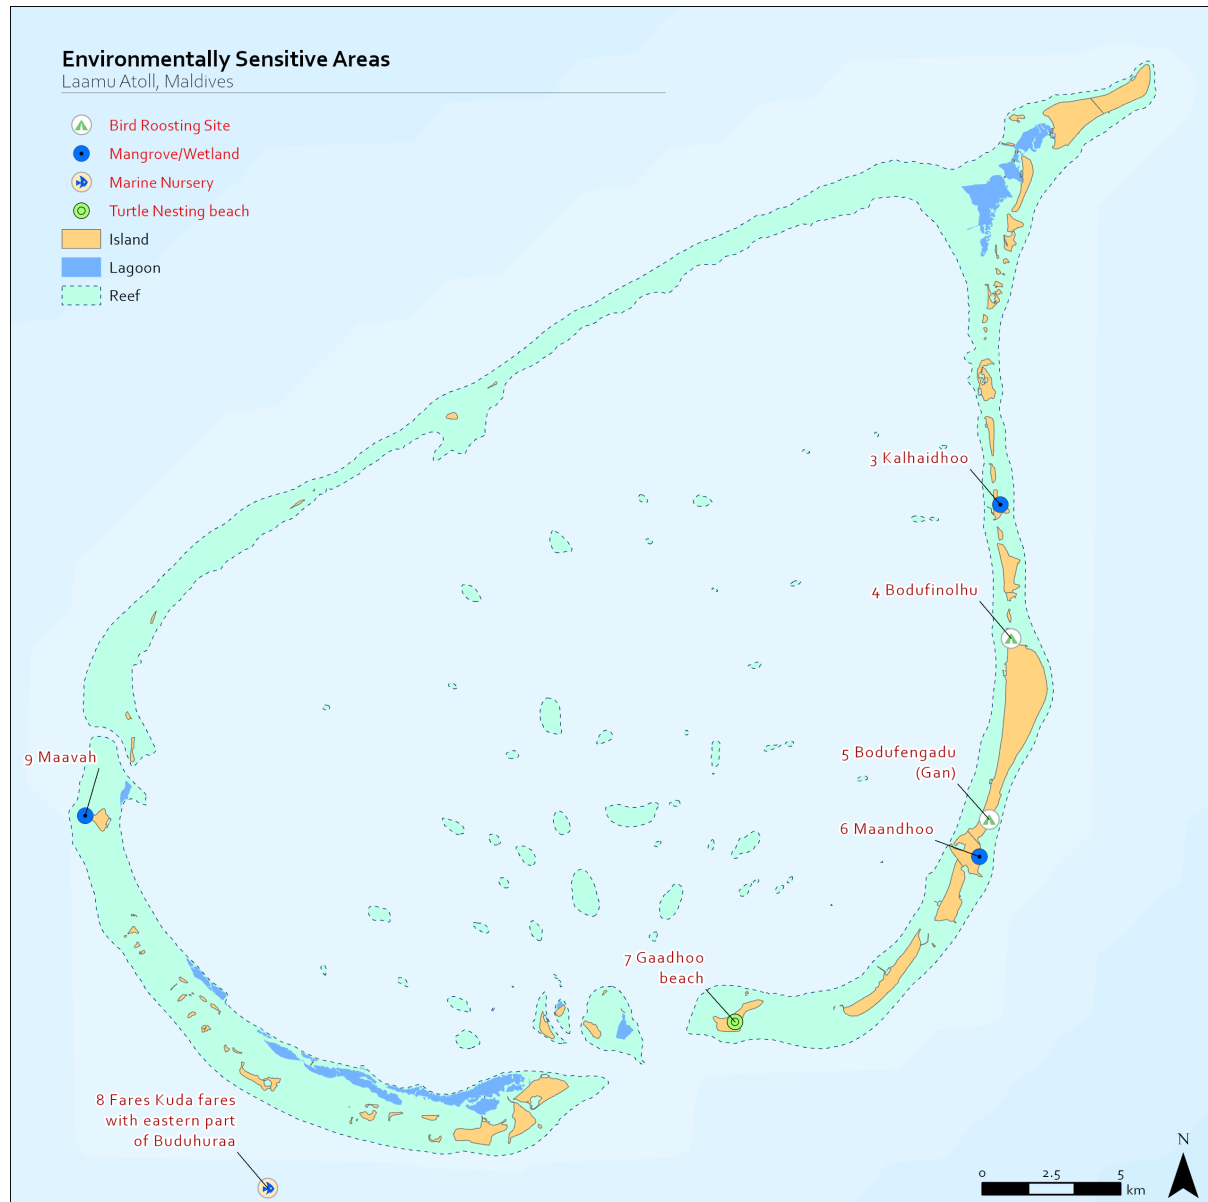 Environmentally Sensitive Areas
Laamu Atoll, Maldives
Bird Roosting Site
Mangrove/Wetland
Marine Nursery
Turtle Nesting beach
Island
Lagoon
Reef
3 Kalhaidhoo
4 Bodufinolhu
5 Bodufengadu
(Gan)
9 Maavah
6 Maandhoo
7 Gaadhoo
beach
8 Fares Kuda fares
with eastern part
of Buduhuraa
N
0 2.5 5
km